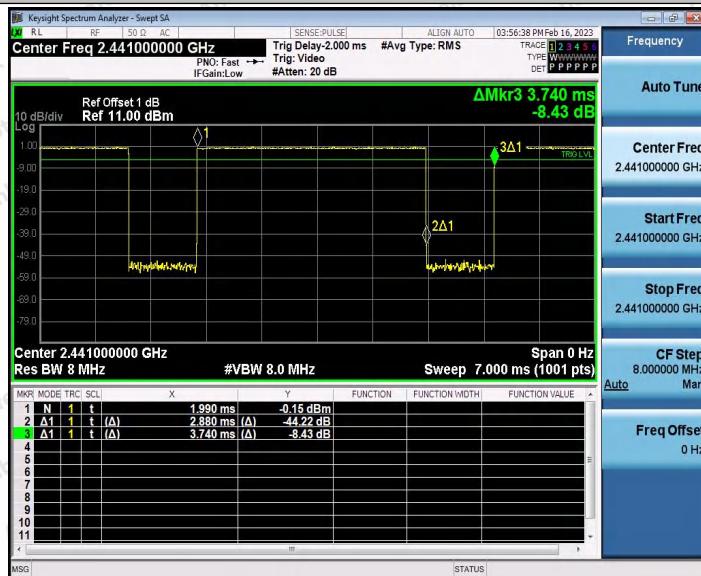 Keysight Spectrum Analyzer - Swept SA
RL RF 50 Ω AC SENSE:PULSE ALIGN AUTO 03:56:38 PM Feb 16, 2023
Center Freq 2.441000000 GHz
PNO: Fast
IFGain:Low
Trig Delay-2.000 ms
Trig: Video
#Atten: 20 dB
#Avg Type: RMS
TRACE 1 2 3 4 5 6
TYPE WWWWWW
DET P P P P P P
Ref Offset 1 dB
10 dB/div Ref 11.00 dBm
Log
ΔMkr3 3.740 ms
-8.43 dB
1.00
-9.00
-19.0
-29.0
-39.0
-49.0
-59.0
-69.0
-79.0
1
2Δ1
3Δ1
TRIG LVL
Center 2.441000000 GHz Span 0 Hz
Res BW 8 MHz #VBW 8.0 MHz Sweep 7.000 ms (1001 pts)
MKR MODE TRC SCL X Y FUNCTION FUNCTION WIDTH FUNCTION VALUE
1 N 1 t 1.990 ms -0.15 dBm
2 Δ1 1 t (Δ) 2.880 ms (Δ) -44.22 dB
3 Δ1 1 t (Δ) 3.740 ms (Δ) -8.43 dB
4
5
6
7
8
9
10
11
MSG STATUS
Frequency
Auto Tune
Center Freq
2.441000000 GHz
Start Freq
2.441000000 GHz
Stop Freq
2.441000000 GHz
CF Step
8.000000 MHz
Auto Man
Freq Offset
0 Hz